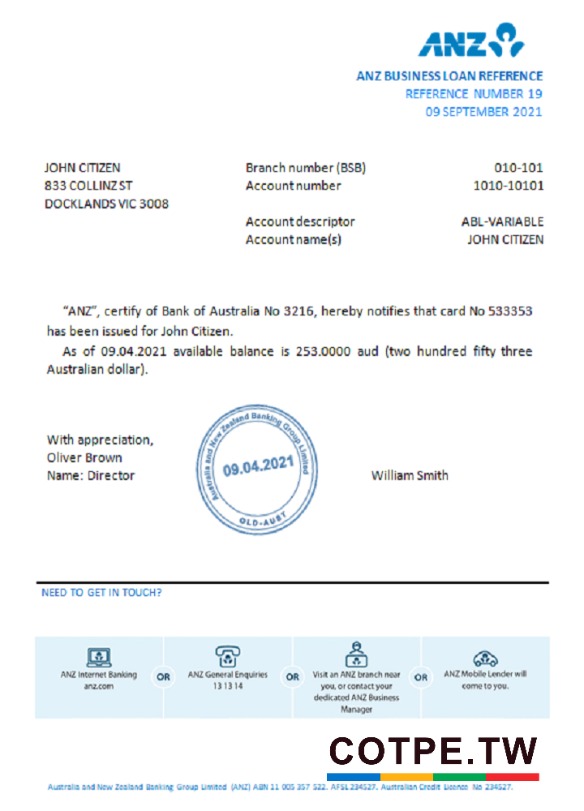 ANZ
ANZ BUSINESS LOAN REFERENCE
REFERENCE NUMBER 19
09 SEPTEMBER 2021
JOHN CITIZEN
833 COLLINZ ST
DOCKLANDS VIC 3008
Branch number (BSB) 010-101
Account number 1010-10101
Account descriptor ABL-VARIABLE
Account name(s) JOHN CITIZEN
“ANZ”, certify of Bank of Australia No 3216, hereby notifies that card No 533353
has been issued for John Citizen.
As of 09.04.2021 available balance is 253.0000 aud (two hundred fifty three
Australian dollar).
With appreciation,
Oliver Brown
Name: Director
Australia and New Zealand Banking Group Limited
09.04.2021
QLD-AUST
William Smith
NEED TO GET IN TOUCH?
ANZ Internet Banking
anz.com
OR
ANZ General Enquiries
13 13 14
OR
Visit an ANZ branch near
you, or contact your
dedicated ANZ Business
Manager
OR
ANZ Mobile Lender will
come to you.
COTPE.TW
Australia and New Zealand Banking Group Limited (ANZ) ABN 11 005 357 522. AFSL 234527. Australian Credit Licence No 234527.